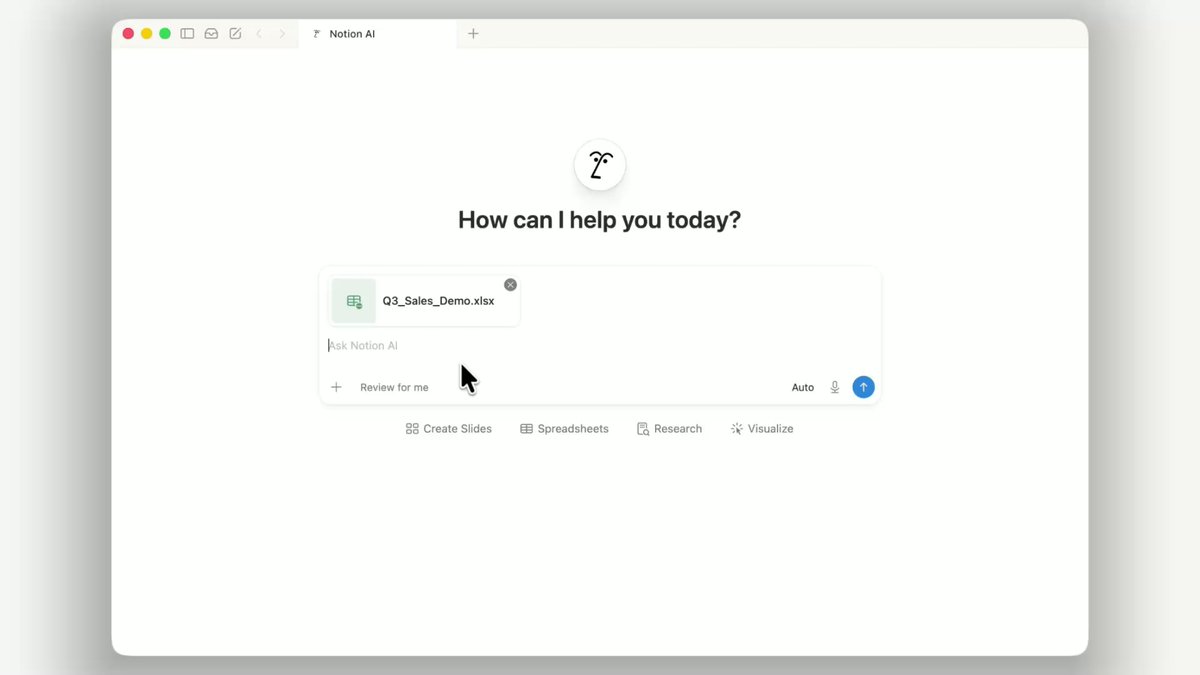 Notion AI
How can I help you today?
Q3_Sales_Demo.xlsx
Ask Notion AI
Review for me
Auto
Create Slides
Spreadsheets
Research
Visualize